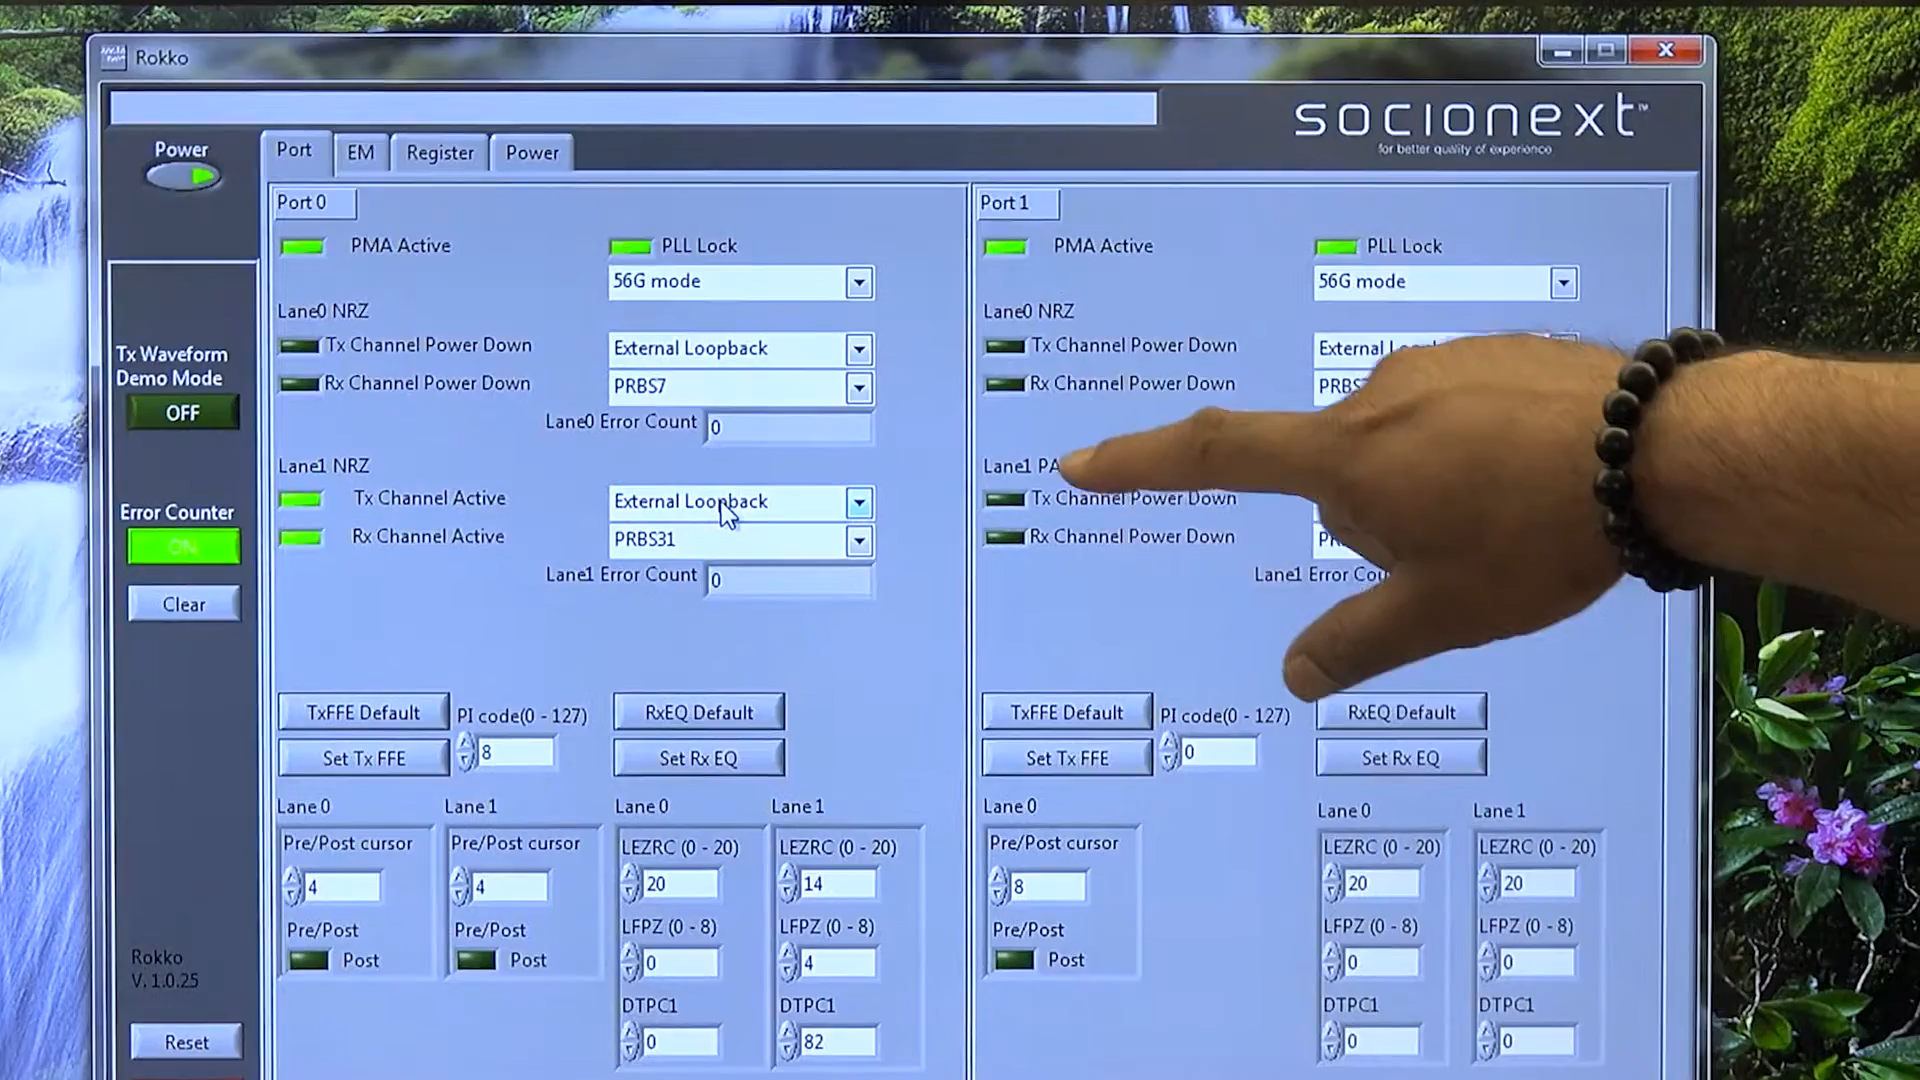 Rokko
socionext™
for better quality of experience
Power
Port EM Register Power
Port 0
PMA Active PLL Lock
56G mode
Lane0 NRZ
Tx Channel Power Down External Loopback
Rx Channel Power Down PRBS7
Lane0 Error Count 0
Lane1 NRZ
Tx Channel Active External Loopback
Rx Channel Active PRBS31
Lane1 Error Count 0
TxFFE Default PI code(0 - 127) RxEQ Default
Set Tx FFE 8 Set Rx EQ
Lane 0 Lane 1 Lane 0 Lane 1
Pre/Post cursor Pre/Post cursor LEZRC (0 - 20) LEZRC (0 - 20)
4 4 20 14
Pre/Post Pre/Post LFPZ (0 - 8) LFPZ (0 - 8)
Post Post 0 4
DTPC1 DTPC1
0 82
Port 1
PMA Active PLL Lock
56G mode
Lane0 NRZ
Tx Channel Power Down External
Rx Channel Power Down
Lane1
Tx Channel Power Down
Rx Channel Power Down
Lane1 Error
TxFFE Default PI code(0 - 127) RxEQ Default
Set Tx FFE 0 Set Rx EQ
Lane 0 Lane 0 Lane 1
Pre/Post cursor LEZRC (0 - 20) LEZRC (0 - 20)
8 20 20
Pre/Post LFPZ (0 - 8) LFPZ (0 - 8)
Post 0 0
DTPC1 DTPC1
0 0
Tx Waveform
Demo Mode
OFF
Error Counter
ON
Clear
Rokko
V. 1.0.25
Reset